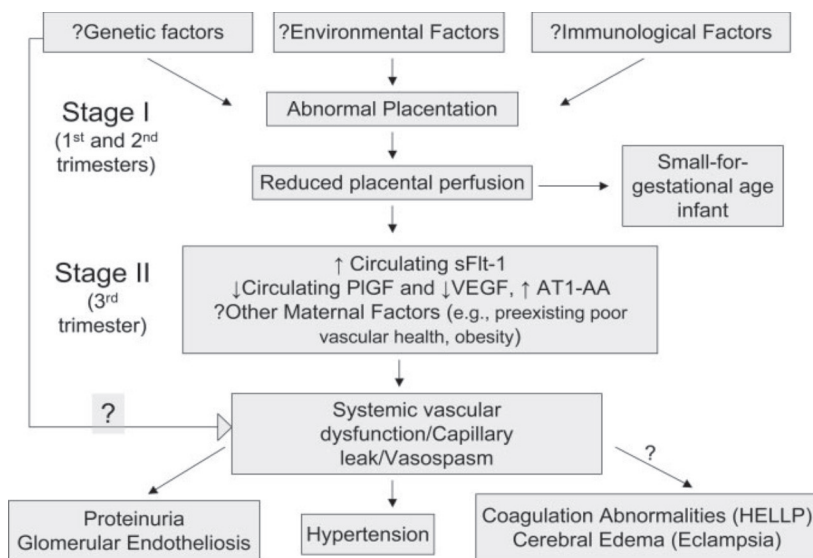 ?Genetic factors
?Environmental Factors
?Immunological Factors
Stage I
(1st and 2nd
trimesters)
Abnormal Placentation
Reduced placental perfusion
Small-for-
gestational age
infant
Stage II
(3rd
trimester)
↑ Circulating sFlt-1
↓Circulating PlGF and ↓VEGF, ↑ AT1-AA
?Other Maternal Factors (e.g., preexisting poor
vascular health, obesity)
?
Systemic vascular
dysfunction/Capillary
leak/Vasospasm
?
Proteinuria
Glomerular Endotheliosis
Hypertension
Coagulation Abnormalities (HELLP)
Cerebral Edema (Eclampsia)